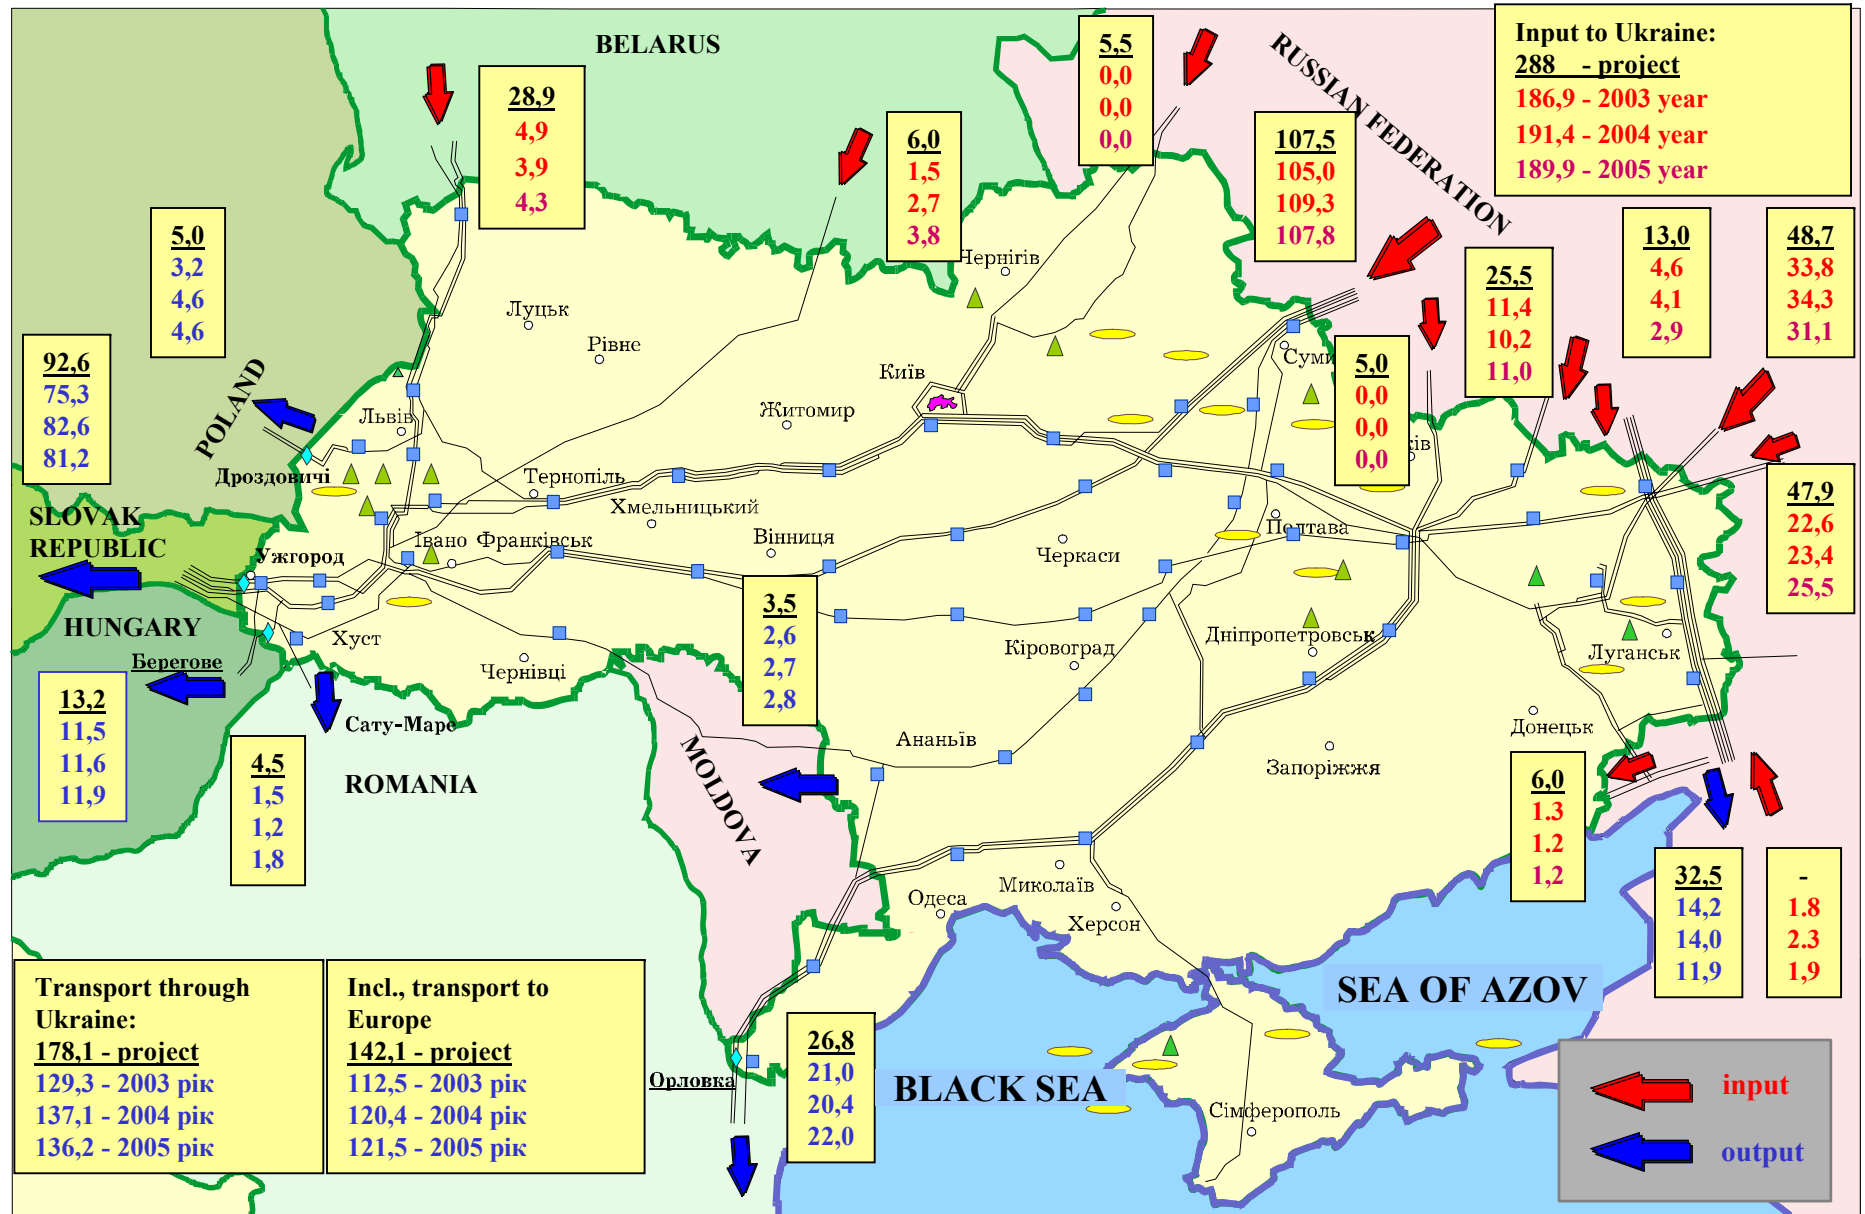 BELARUS
RUSSIAN FEDERATION
Input to Ukraine:
288 - project
186,9 - 2003 year
191,4 - 2004 year
189,9 - 2005 year
5,5
0,0
0,0
0,0
28,9
4,9
3,9
4,3
6,0
1,5
2,7
3,8
107,5
105,0
109,3
107,8
5,0
3,2
4,6
4,6
25,5
11,4
10,2
11,0
13,0
4,6
4,1
2,9
48,7
33,8
34,3
31,1
92,6
75,3
82,6
81,2
5,0
0,0
0,0
0,0
47,9
22,6
23,4
25,5
POLAND
SLOVAK
REPUBLIC
HUNGARY
ROMANIA
MOLDOVA
Чернігів
Луцьк
Рівне
Київ
Суми
Житомир
Львів
Дроздовичі
Тернопіль
Хмельницький
ків
Полтава
Ужгород
Івано Франківськ
Вінниця
Черкаси
Хуст
Берегове
Чернівці
Кіровоград
Дніпропетровськ
Луганськ
Сату-Маре
Ананьїв
Донецьк
Запоріжжя
Миколаїв
Одеса
Херсон
Орловка
Сімферополь
3,5
2,6
2,7
2,8
13,2
11,5
11,6
11,9
4,5
1,5
1,2
1,8
6,0
1.3
1.2
1,2
32,5
14,2
14,0
11,9
-
1.8
2.3
1,9
26,8
21,0
20,4
22,0
SEA OF AZOV
BLACK SEA
Transport through
Ukraine:
178,1 - project
129,3 - 2003 рік
137,1 - 2004 рік
136,2 - 2005 рік
Incl., transport to
Europe
142,1 - project
112,5 - 2003 рік
120,4 - 2004 рік
121,5 - 2005 рік
input
output